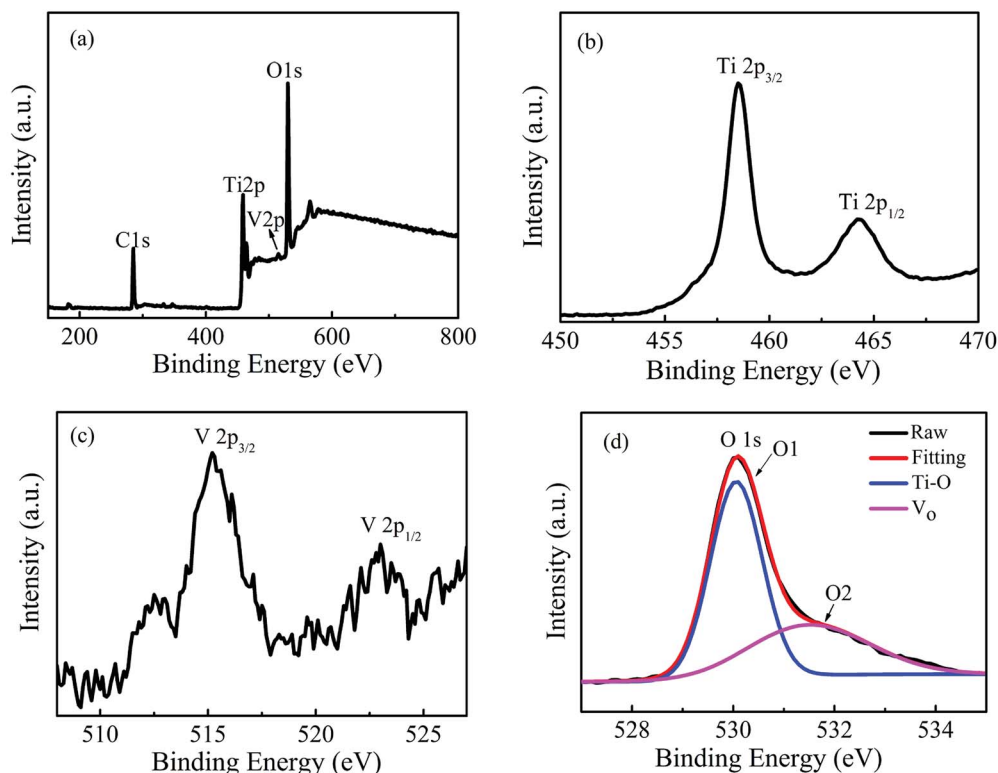 (a)
O1s
Ti2p
V2p
C1s
Intensity (a.u.)
200 400 600 800
Binding Energy (eV)
(b)
Ti 2p3/2
Ti 2p1/2
Intensity (a.u.)
450 455 460 465 470
Binding Energy (eV)
(c)
V 2p3/2
V 2p1/2
Intensity (a.u.)
510 515 520 525
Binding Energy (eV)
(d)
O 1s
O1
O2
Raw
Fitting
Ti-O
VO
Intensity (a.u.)
528 530 532 534
Binding Energy (eV)